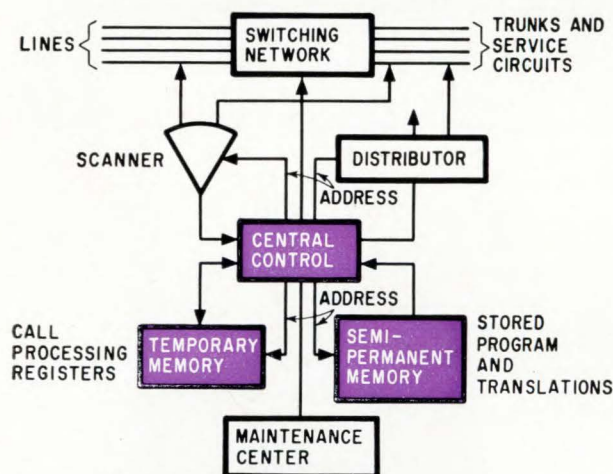 LINES
SWITCHING
NETWORK
TRUNKS AND
SERVICE
CIRCUITS
SCANNER
DISTRIBUTOR
ADDRESS
CENTRAL
CONTROL
ADDRESS
CALL
PROCESSING
REGISTERS
TEMPORARY
MEMORY
SEMI-
PERMANENT
MEMORY
STORED
PROGRAM
AND
TRANSLATIONS
MAINTENANCE
CENTER